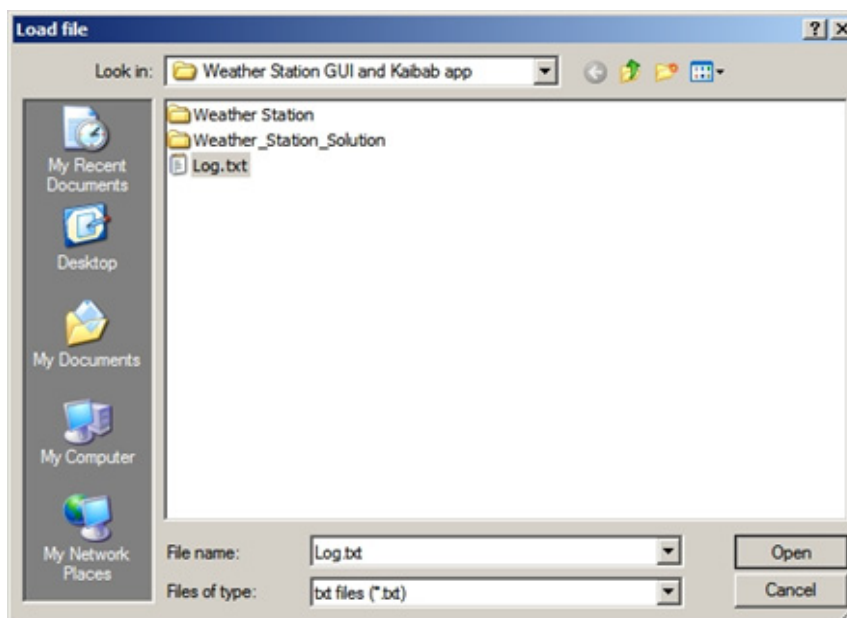 Load file
Look in:
Weather Station GUI and Kaibab app
My Recent
Documents
Desktop
My Documents
My Computer
My Network
Places
Weather Station
Weather_Station_Solution
Log.txt
File name:
Log.txt
Open
Files of type:
txt files (*.txt)
Cancel